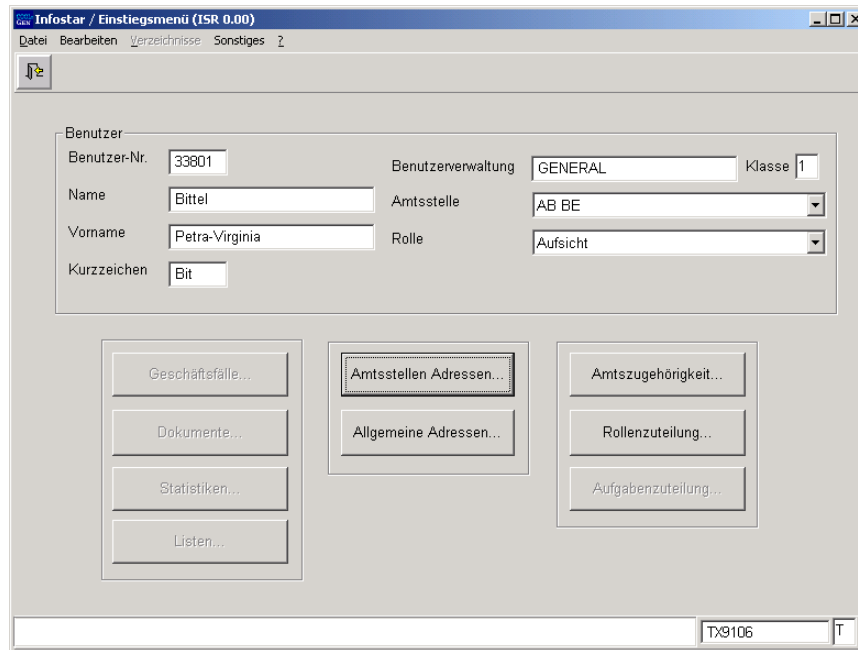 GEN Infostar / Einstiegsmenü (ISR 0.00)
Datei Bearbeiten Verzeichnisse Sonstiges ?
Benutzer
Benutzer-Nr. 33801
Benutzerverwaltung GENERAL Klasse 1
Name Bittel
Amtsstelle AB BE
Vorname Petra-Virginia
Rolle Aufsicht
Kurzzeichen Bit
Geschäftsfälle...
Amtsstellen Adressen...
Amtszugehörigkeit...
Dokumente...
Allgemeine Adressen...
Rollenzuteilung...
Statistiken...
Aufgabenzuteilung...
Listen...
TX9106 T